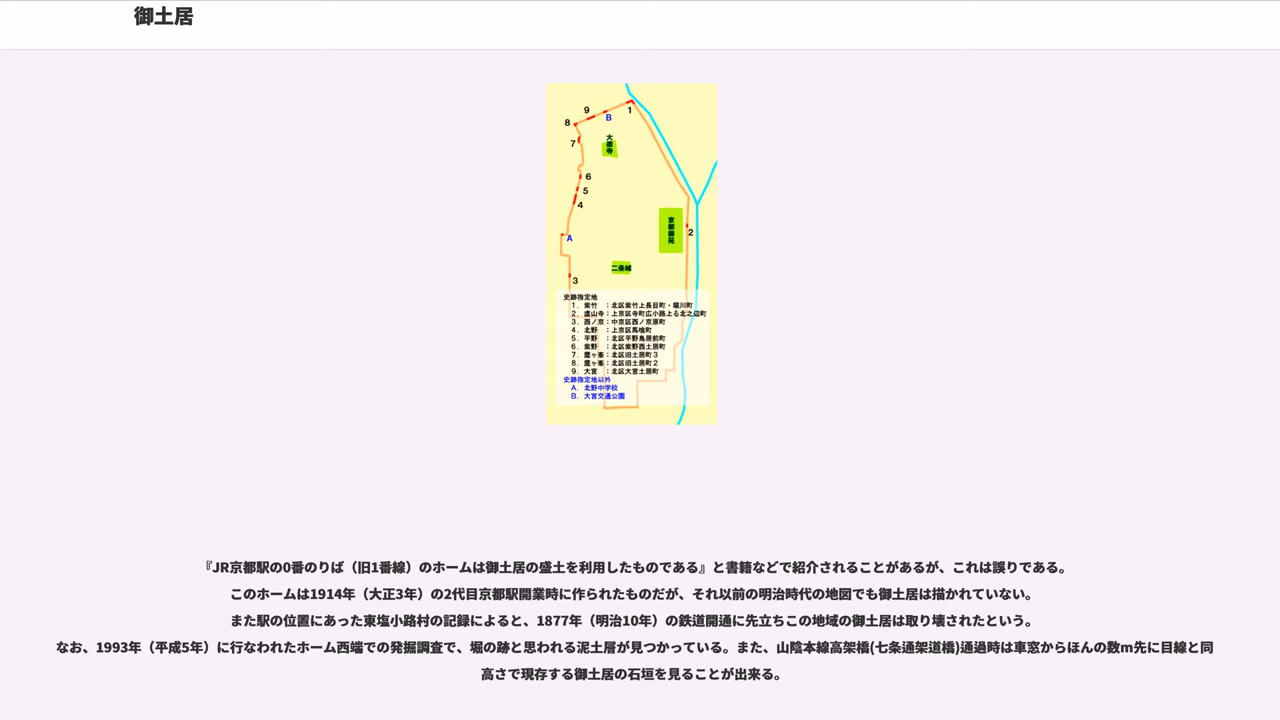 御土居
9
B
1
8
大徳寺
7
6
5
4
京都御苑
2
A
二条城
3
史跡指定地
1. 紫竹 :北区紫竹上長目町・堀川町
2. 盧山寺:上京区寺町広小路上る北之辺町
3. 西ノ京:中京区西ノ京原町
4. 北野 :上京区馬喰町
5. 平野 :北区平野鳥居前町
6. 紫野 :北区紫野西土居町
7. 鷹ヶ峯:北区旧土居町3
8. 鷹ヶ峯:北区旧土居町2
9. 大宮 :北区大宮土居町
史跡指定地以外
A. 北野中学校
B. 大宮交通公園
『JR京都駅の0番のりば（旧1番線）のホームは御土居の盛土を利用したものである』と書籍などで紹介されることがあるが、これは誤りである。
このホームは1914年（大正3年）の2代目京都駅開業時に作られたものだが、それ以前の明治時代の地図でも御土居は描かれていない。
また駅の位置にあった東塩小路村の記録によると、1877年（明治10年）の鉄道開通に先立ちこの地域の御土居は取り壊されたという。
なお、1993年（平成5年）に行なわれたホーム西端での発掘調査で、堀の跡と思われる泥土層が見つかっている。また、山陰本線高架橋(七条通架道橋)通過時は車窓からほんの数m先に目線と同
高さで現存する御土居の石垣を見ることが出来る。